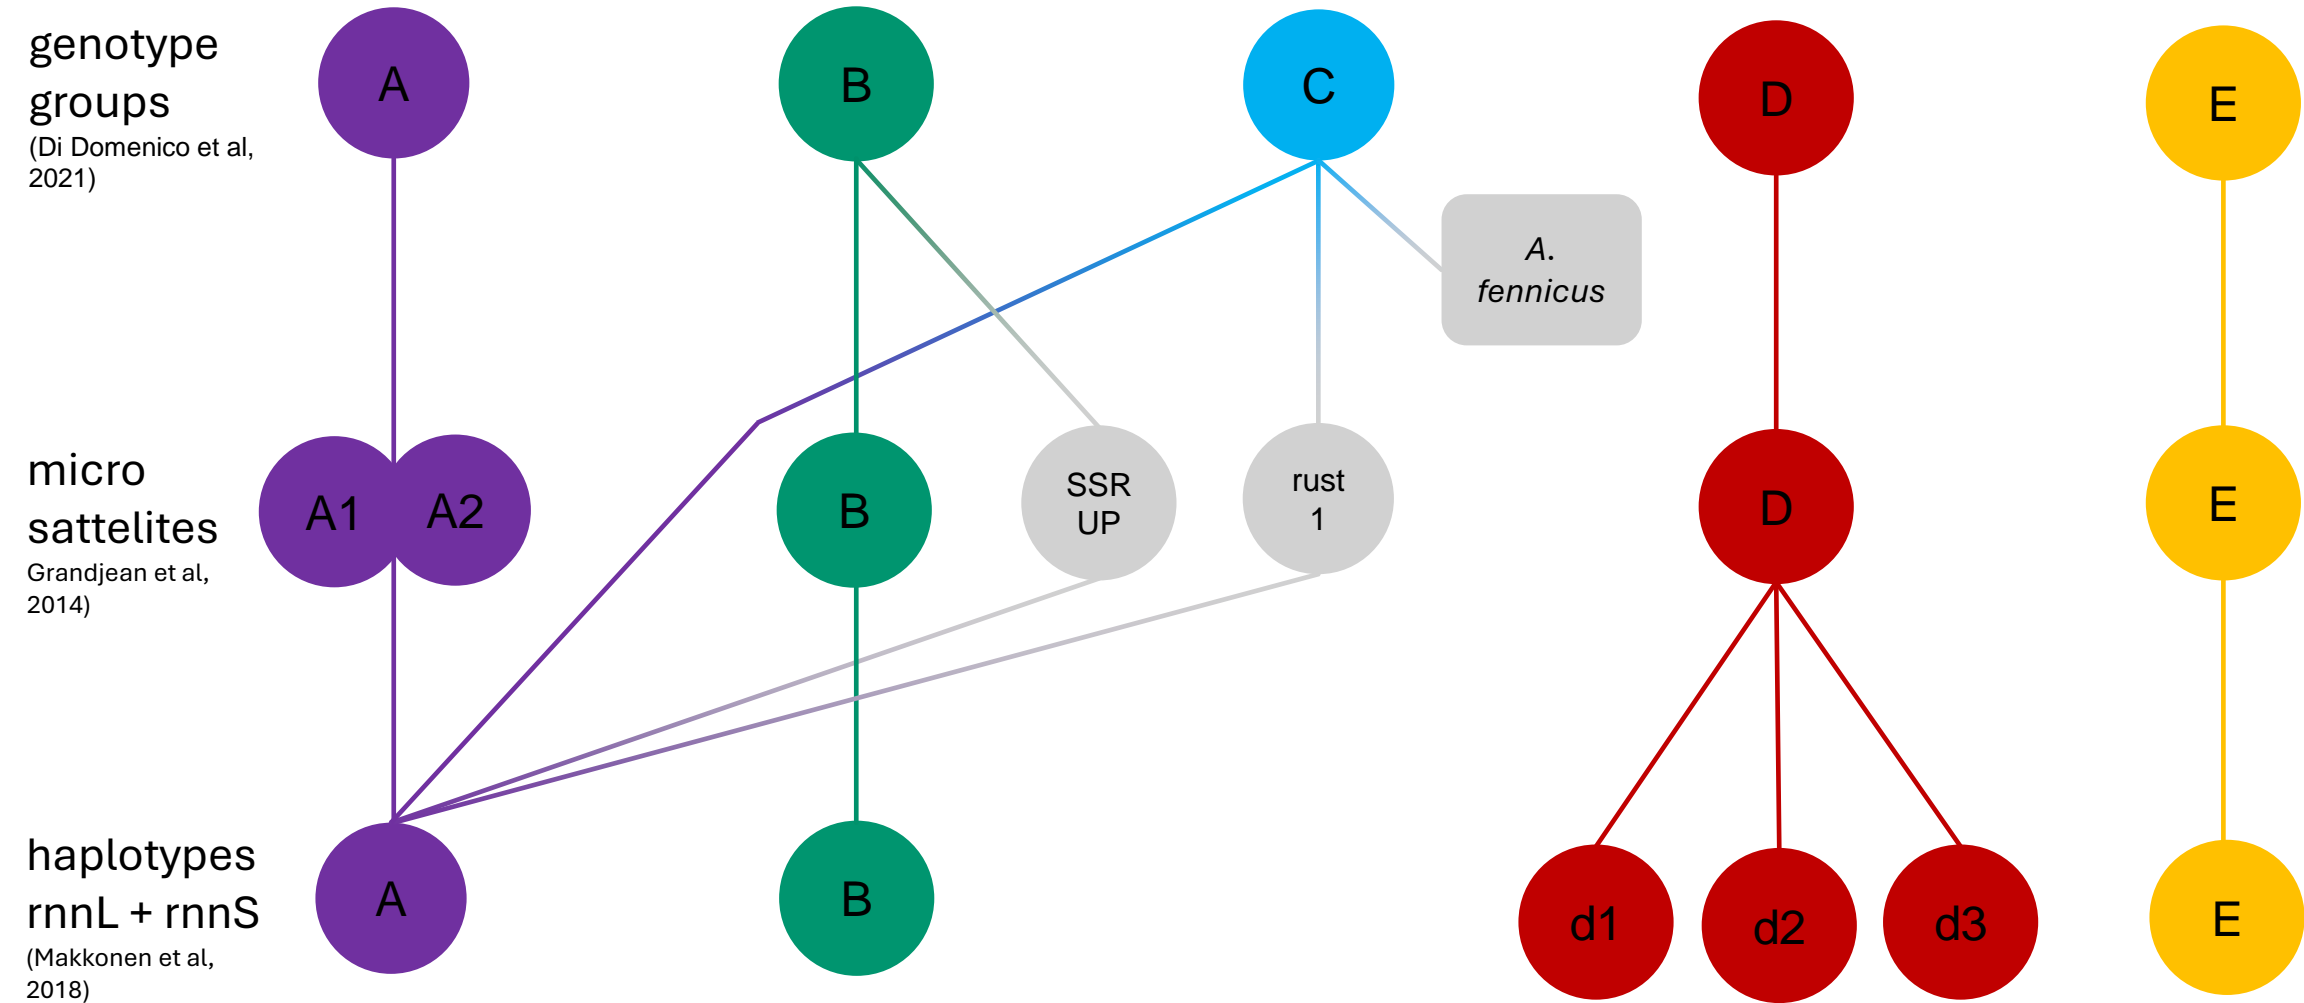 genotype
groups
(Di Domenico et al,
2021)
A
B
C
D
E
A.
fennicus
micro
sattelites
Grandjean et al,
2014)
A1
A2
B
SSR
UP
rust
1
D
E
haplotypes
rnnL + rnnS
(Makkonen et al,
2018)
A
B
d1
d2
d3
E